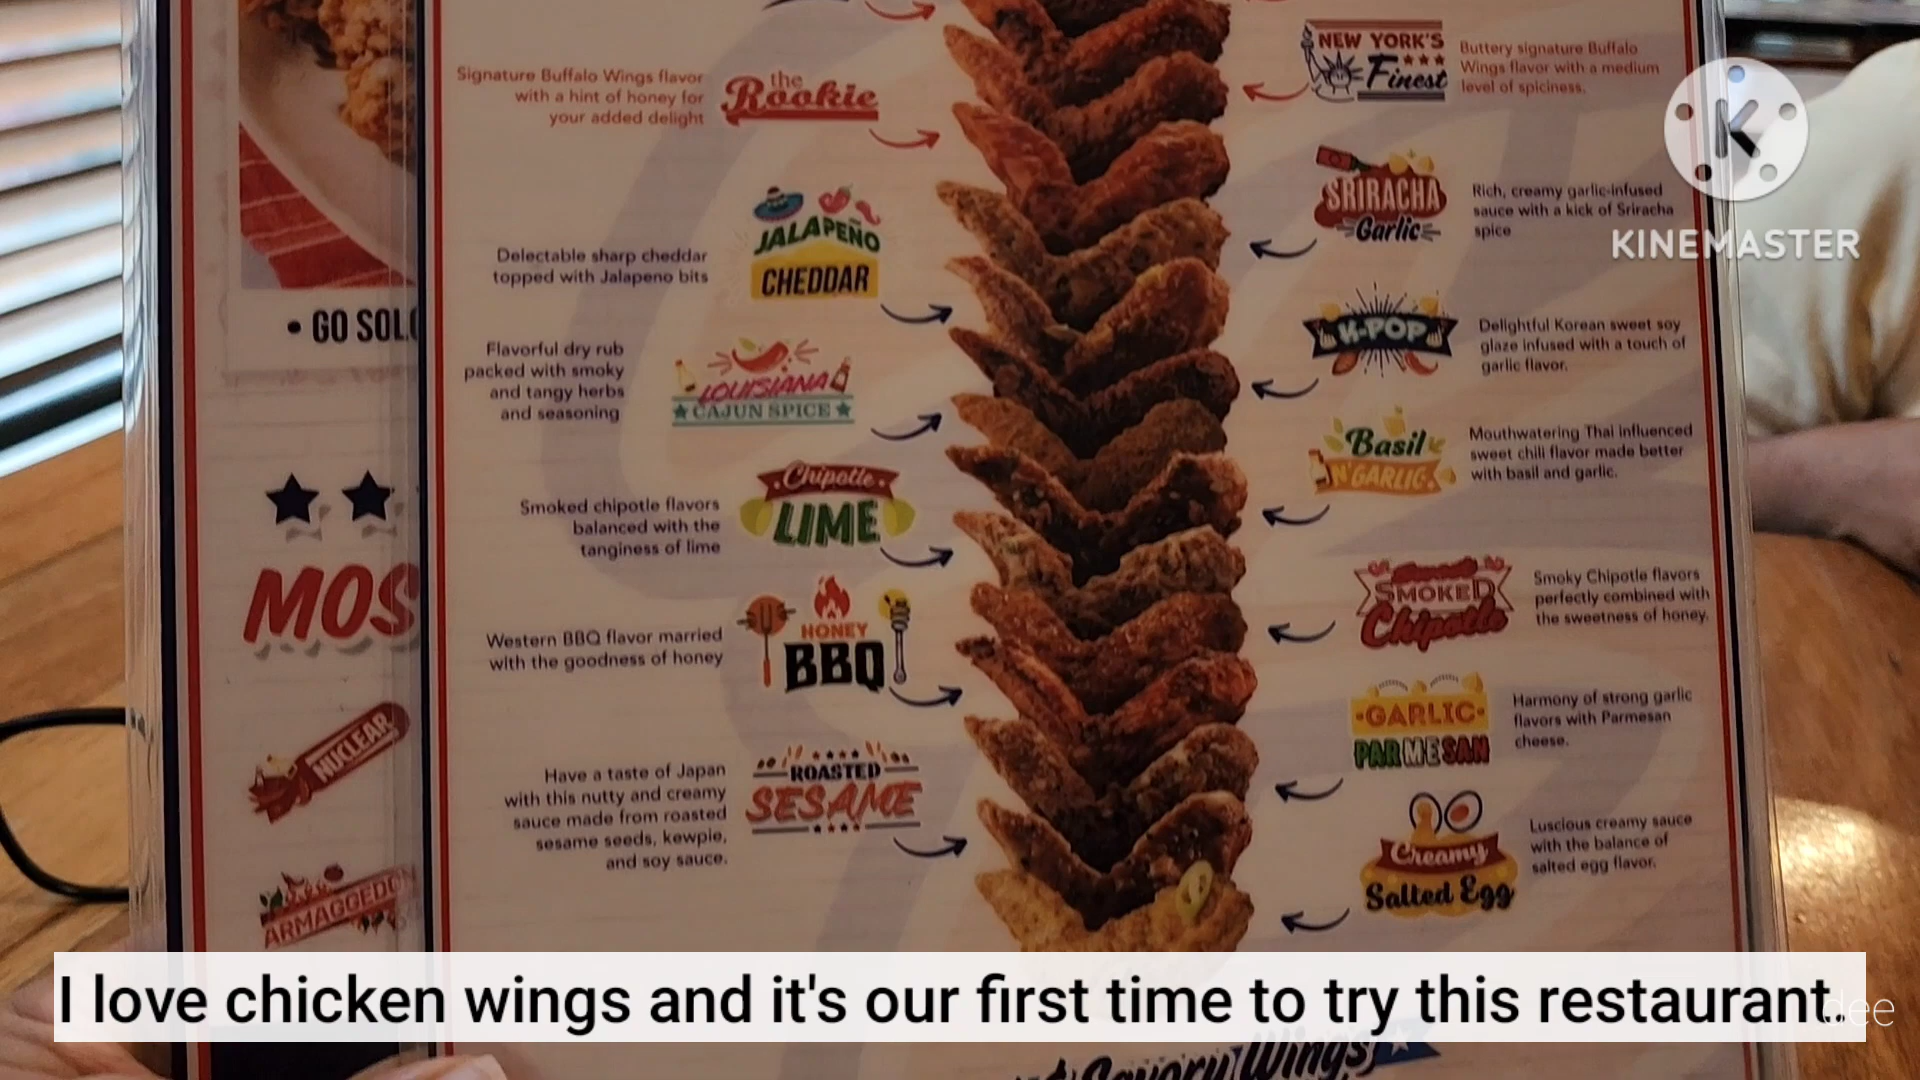 • GO SOL
MOS
NUCLEAR
ARMAGGEDO
Signature Buffalo Wings flavor
with a hint of honey for
your added delight
the
Rookie
Delectable sharp cheddar
topped with Jalapeno bits
JALAPEÑO
CHEDDAR
Flavorful dry rub
packed with smoky
and tangy herbs
and seasoning
LOUISIANA
★ CAJUN SPICE ★
Smoked chipotle flavors
balanced with the
tanginess of lime
Chipotle
LIME
Western BBQ flavor married
with the goodness of honey
HONEY
BBQ
Have a taste of Japan
with this nutty and creamy
sauce made from roasted
sesame seeds, kewpie,
and soy sauce.
ROASTED
SESAME
NEW YORK'S
Finest
Buttery signature Buffalo
Wings flavor with a medium
level of spiciness.
SRIRACHA
Garlic
Rich, creamy garlic-infused
sauce with a kick of Sriracha
spice
K-POP
Delightful Korean sweet soy
glaze infused with a touch of
garlic flavor.
Basil
N' GARLIC
Mouthwatering Thai influenced
sweet chili flavor made better
with basil and garlic.
SMOKED
Chipotle
Smoky Chipotle flavors
perfectly combined with
the sweetness of honey.
GARLIC
PARMESAN
Harmony of strong garlic
flavors with Parmesan
cheese.
Creamy
Salted Egg
Luscious creamy sauce
with the balance of
salted egg flavor.
Savory Wings
K
KINEMASTER
I love chicken wings and it's our first time to try this restaurant.
dee